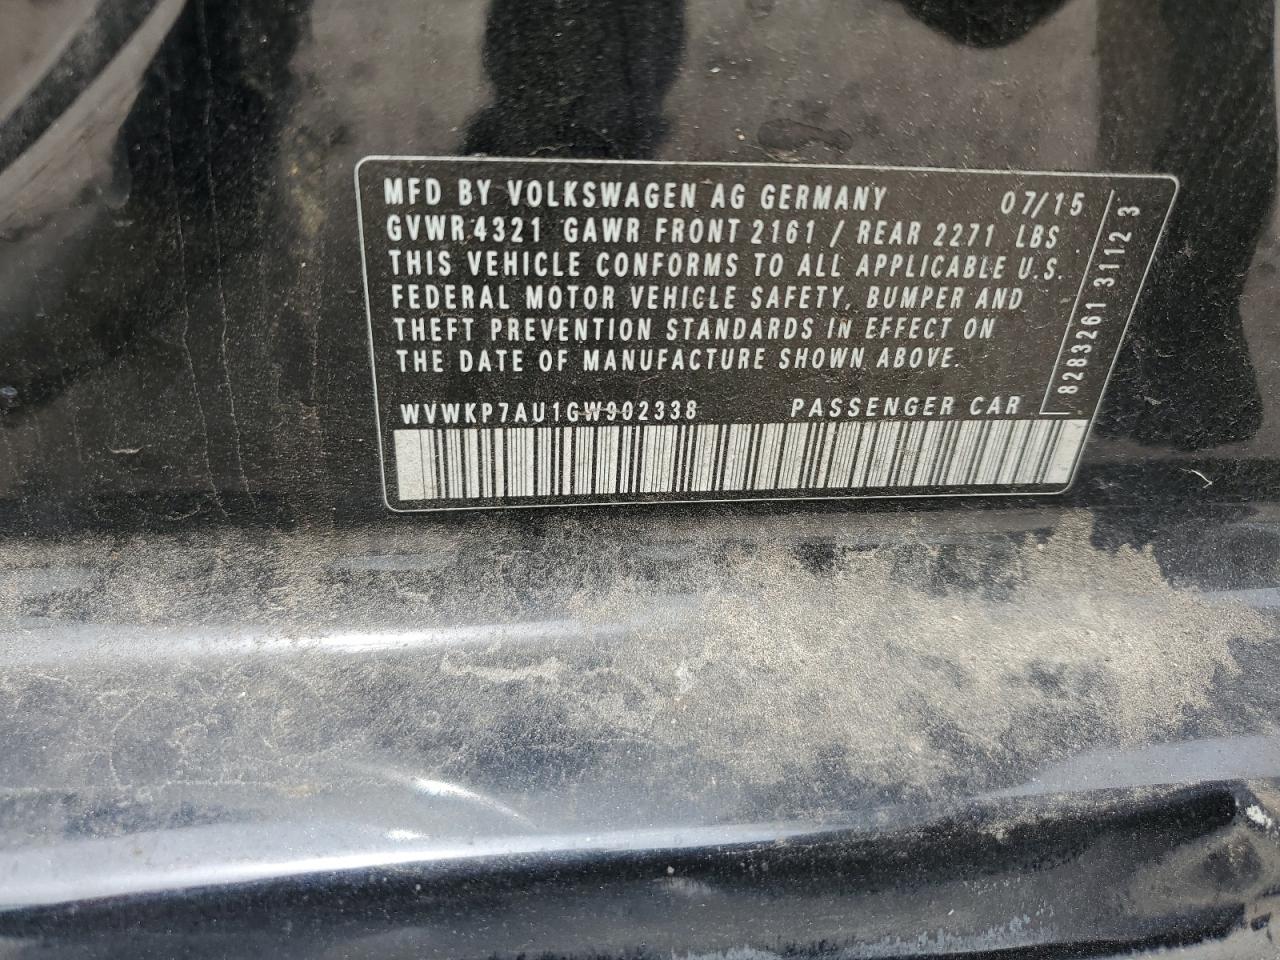 MFD BY VOLKSWAGEN AG GERMANY 07/15
GVWR 4321 GAWR FRONT 2161 / REAR 2271 LBS
THIS VEHICLE CONFORMS TO ALL APPLICABLE U.S.
FEDERAL MOTOR VEHICLE SAFETY, BUMPER AND
THEFT PREVENTION STANDARDS IN EFFECT ON
THE DATE OF MANUFACTURE SHOWN ABOVE.
WVWKP7AU1GW902338 PASSENGER CAR
8283261 3112 3